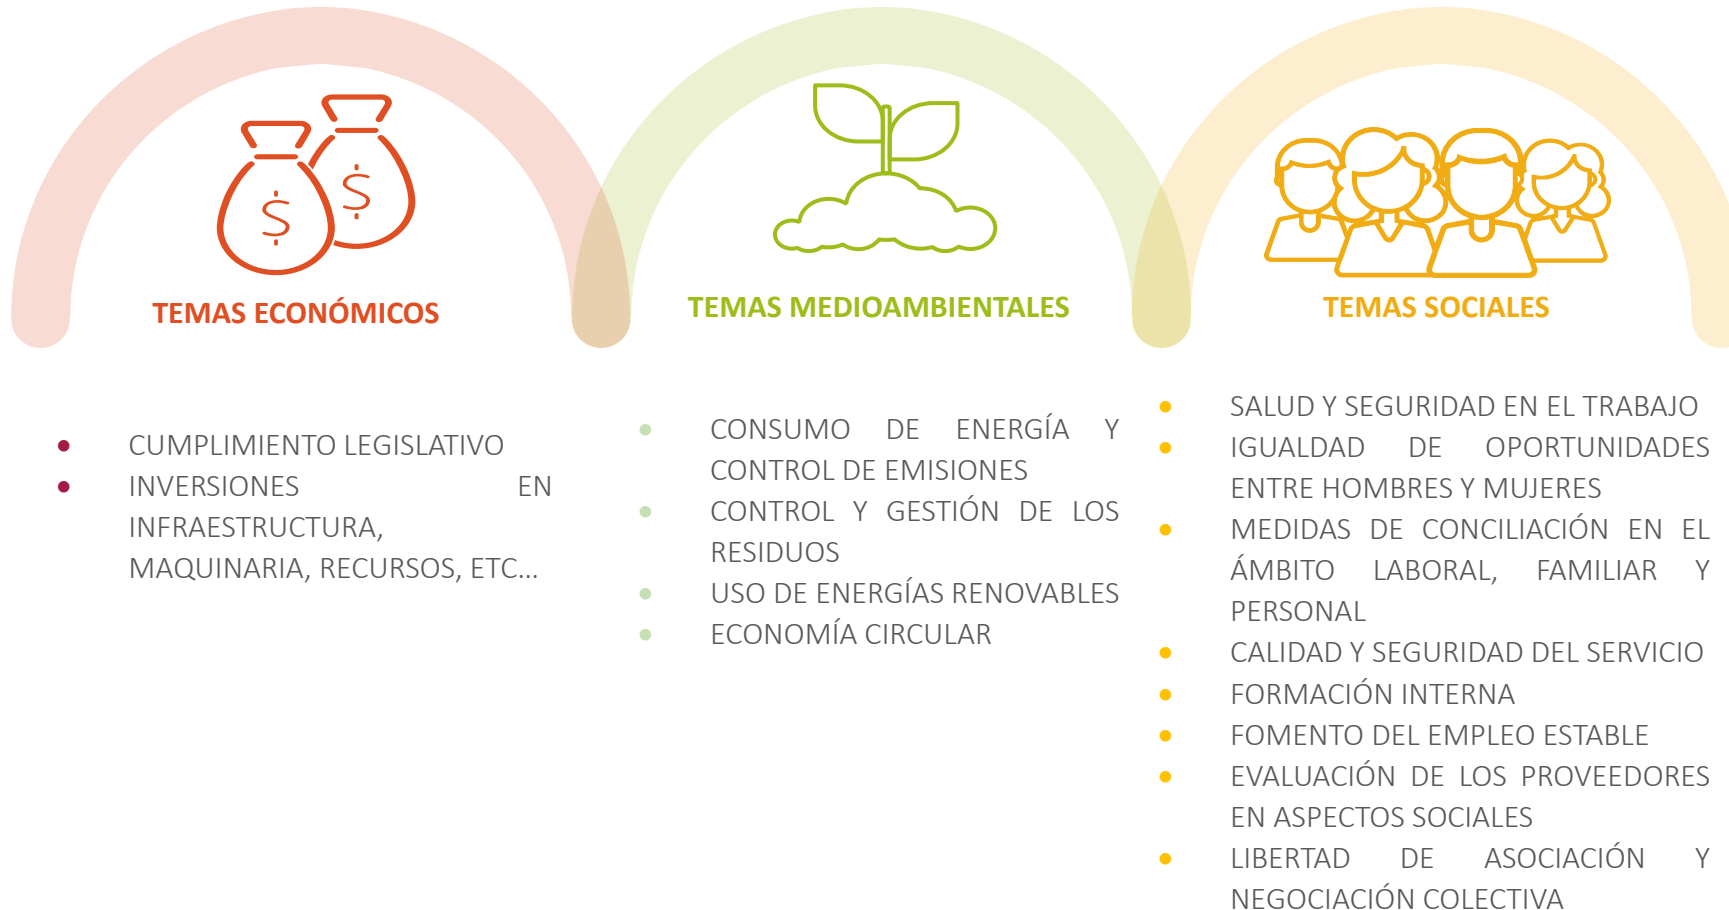 TEMAS ECONÓMICOS
CUMPLIMIENTO LEGISLATIVO
INVERSIONES EN
INFRAESTRUCTURA,
MAQUINARIA, RECURSOS, ETC…
TEMAS MEDIOAMBIENTALES
CONSUMO DE ENERGÍA Y
CONTROL DE EMISIONES
CONTROL Y GESTIÓN DE LOS
RESIDUOS
USO DE ENERGÍAS RENOVABLES
ECONOMÍA CIRCULAR
TEMAS SOCIALES
SALUD Y SEGURIDAD EN EL TRABAJO
IGUALDAD DE OPORTUNIDADES
ENTRE HOMBRES Y MUJERES
MEDIDAS DE CONCILIACIÓN EN EL
ÁMBITO LABORAL, FAMILIAR Y
PERSONAL
CALIDAD Y SEGURIDAD DEL SERVICIO
FORMACIÓN INTERNA
FOMENTO DEL EMPLEO ESTABLE
EVALUACIÓN DE LOS PROVEEDORES
EN ASPECTOS SOCIALES
LIBERTAD DE ASOCIACIÓN Y
NEGOCIACIÓN COLECTIVA